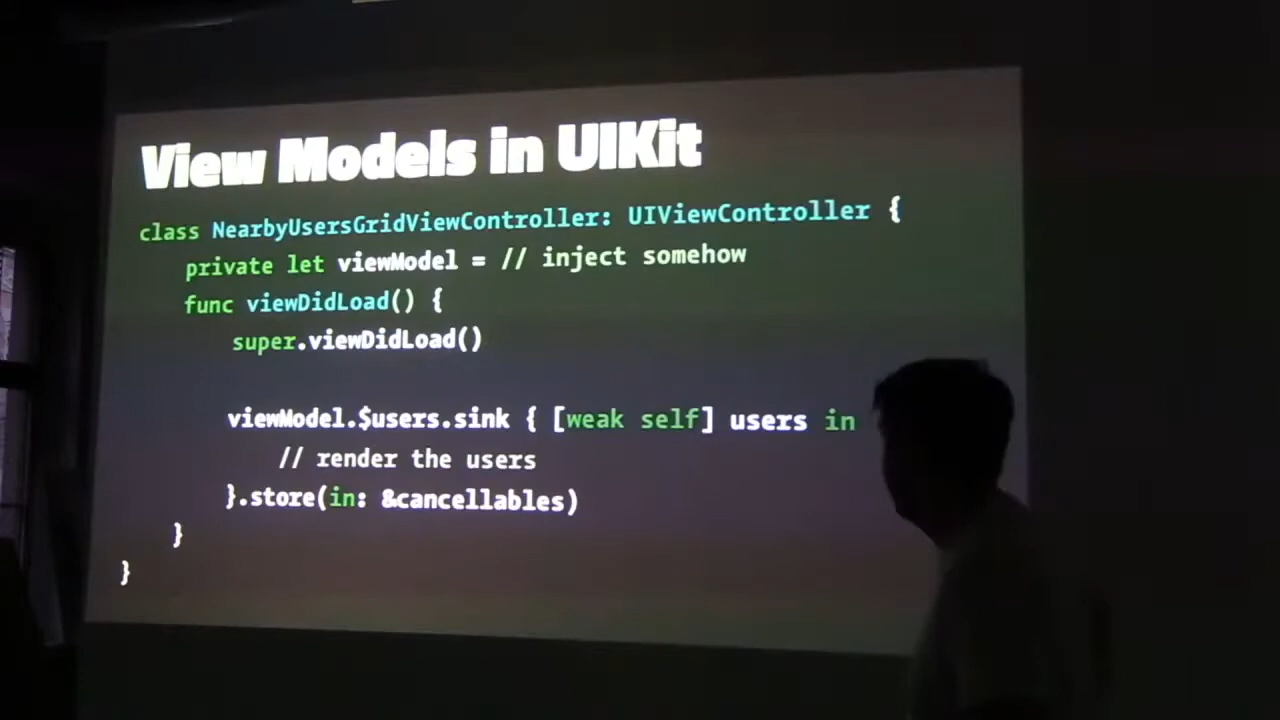 View Models in UIKit
class NearbyUsersGridViewController: UIViewController {
private let viewModel = // inject somehow
func viewDidLoad() {
super.viewDidLoad()
viewModel.$users.sink { [weak self] users in
// render the users
}.store(in: &cancellables)
}
}